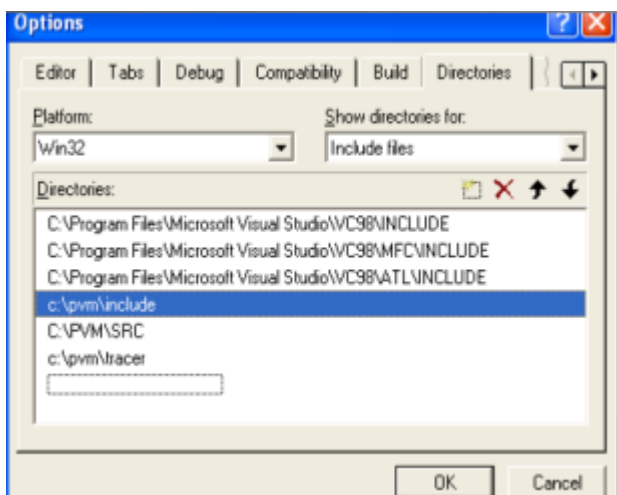 Options
Editor Tabs Debug Compatibility Build Directories
Platform: Show directories for:
Win32 Include files
Directories:
C:\Program Files\Microsoft Visual Studio\VC98\INCLUDE
C:\Program Files\Microsoft Visual Studio\VC98\MFC\INCLUDE
C:\Program Files\Microsoft Visual Studio\VC98\ATL\INCLUDE
c:\pvm\include
C:\PVM\SRC
c:\pvm\tracer
OK Cancel